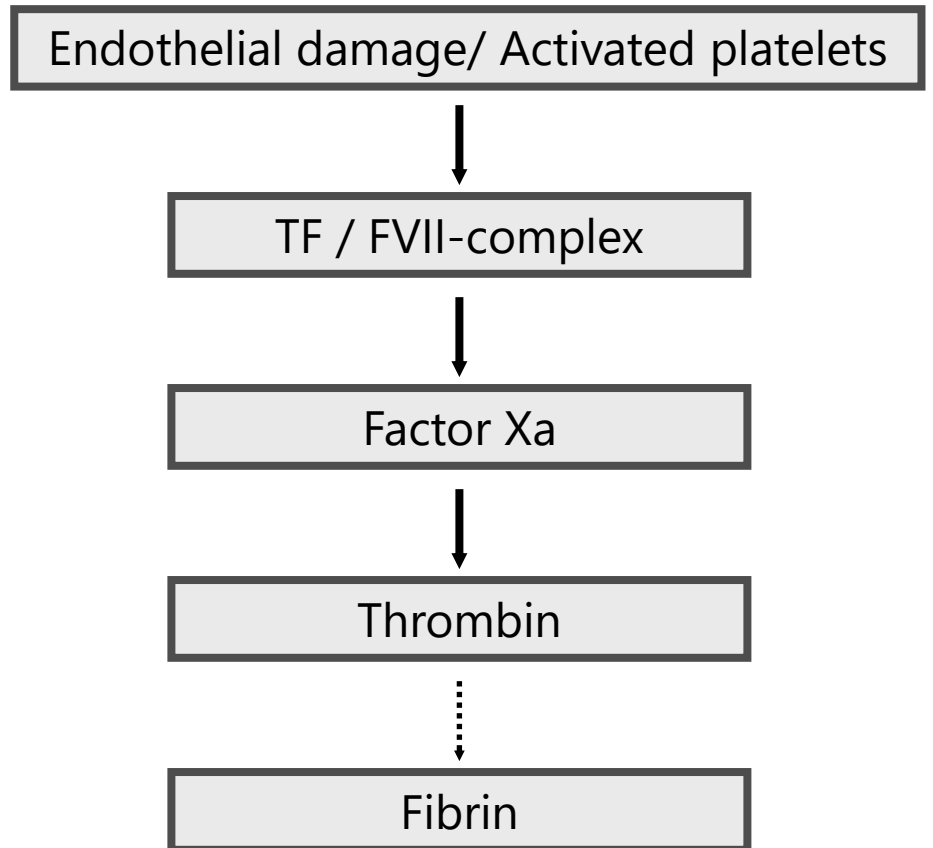 Endothelial damage/ Activated platelets
TF / FVII-complex
Factor Xa
Thrombin
Fibrin